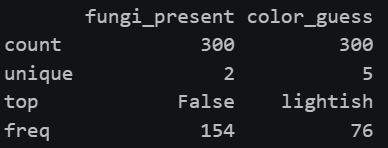 fungi_present color_guess
count 300 300
unique 2 5
top False lightish
freq 154 76